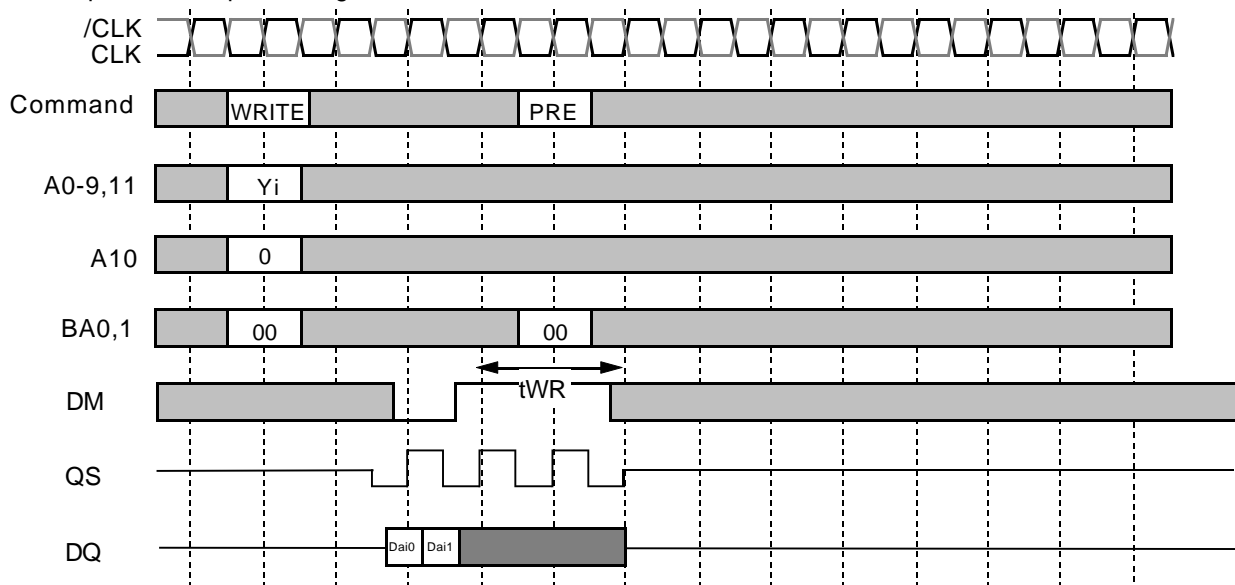 /CLK
CLK
Command
WRITE
PRE
A0-9,11
Yi
A10
0
BA0,1
00
00
tWR
DM
QS
DQ
Dai0
Dai1